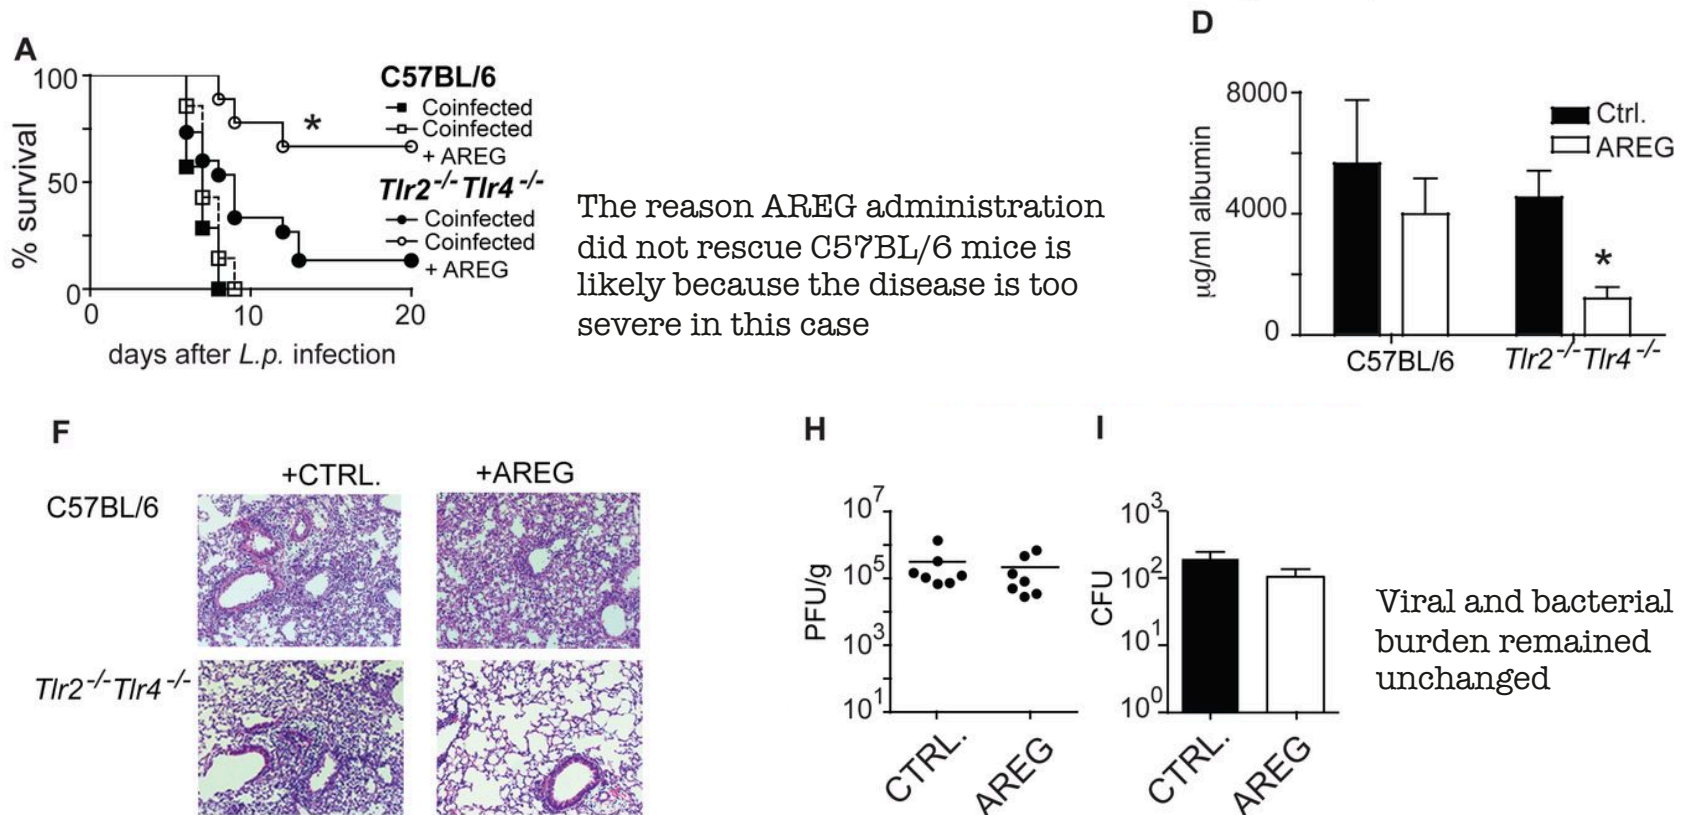 A
C57BL/6
Coinfected
Coinfected
+ AREG
Tlr2-/- Tlr4-/-
Coinfected
Coinfected
+ AREG
*
100
50
0
% survival
0 10 20
days after L.p. infection
The reason AREG administration
did not rescue C57BL/6 mice is
likely because the disease is too
severe in this case
D
8000
4000
0
µg/ml albumin
Ctrl.
AREG
*
C57BL/6 Tlr2-/-Tlr4-/-
F
+CTRL. +AREG
C57BL/6
Tlr2-/-Tlr4-/-
H
10^7
10^5
10^3
10^1
PFU/g
CTRL. AREG
I
10^3
10^2
10^1
10^0
CFU
CTRL. AREG
Viral and bacterial
burden remained
unchanged